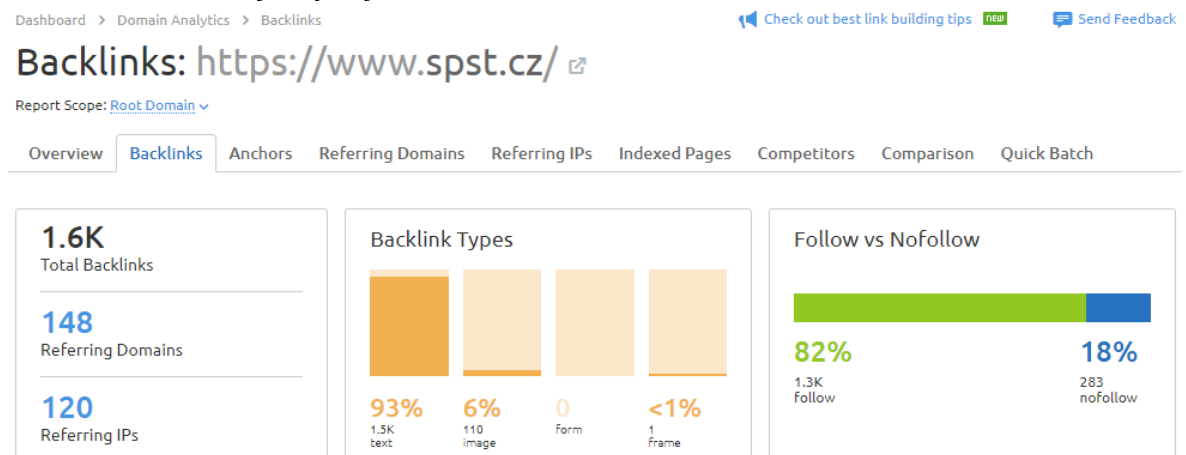 Dashboard > Domain Analytics > Backlinks
Check out best link building tips NEW
Send Feedback
Backlinks: https://www.spst.cz/
Report Scope: Root Domain
Overview Backlinks Anchors Referring Domains Referring IPs Indexed Pages Competitors Comparison Quick Batch
1.6K
Total Backlinks
148
Referring Domains
120
Referring IPs
Backlink Types
93% 6% 0 <1%
1.5K 110 form 1
text image frame
Follow vs Nofollow
82% 18%
1.3K 283
follow nofollow